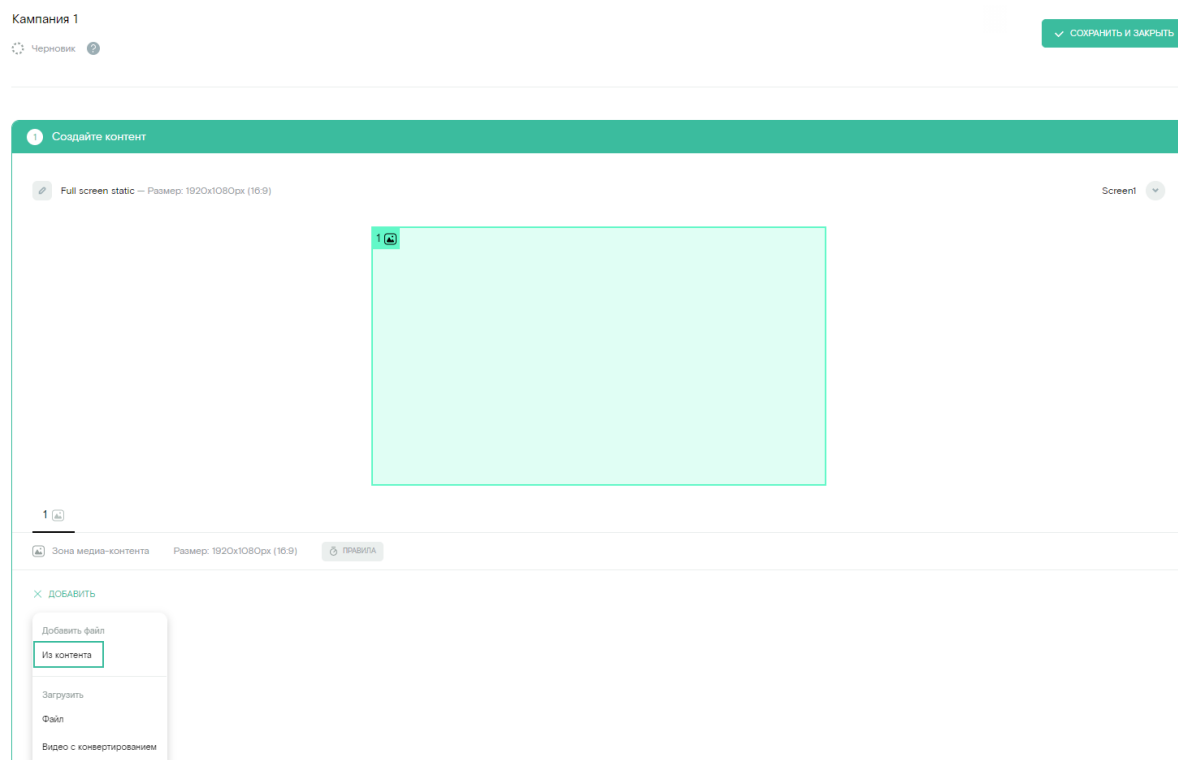 Кампания 1
Черновик ?
СОХРАНИТЬ И ЗАКРЫТЬ
1 Создайте контент
Full screen static — Размер: 1920x1080px (16:9) Screen1
1
1
Зона медиа-контента Размер: 1920x1080px (16:9) ПРАВИЛА
ДОБАВИТЬ
Добавить файл
Из контента
Загрузить
Файл
Видео с конвертированием